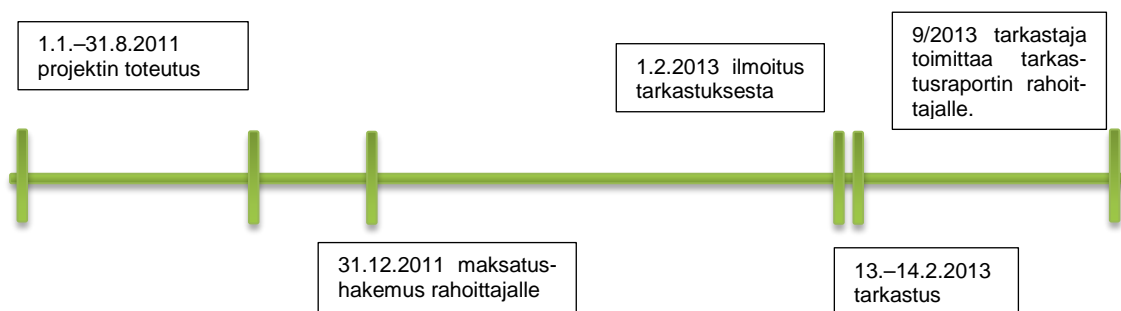 1.1.–31.8.2011
projektin toteutus
31.12.2011 maksatus-
hakemus rahoittajalle
1.2.2013 ilmoitus
tarkastuksesta
13.–14.2.2013
tarkastus
9/2013 tarkastaja
toimittaa tarkas-
tusraportin rahoit-
tajalle.